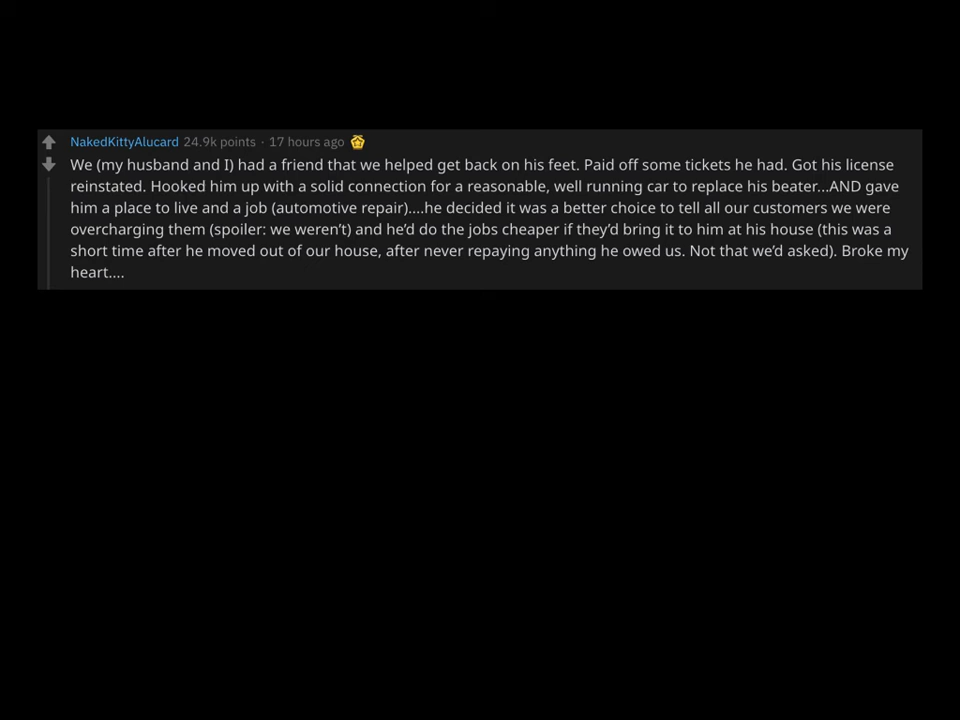 NakedKittyAlucard 24.9k points · 17 hours ago
We (my husband and I) had a friend that we helped get back on his feet. Paid off some tickets he had. Got his license
reinstated. Hooked him up with a solid connection for a reasonable, well running car to replace his beater...AND gave
him a place to live and a job (automotive repair)....he decided it was a better choice to tell all our customers we were
overcharging them (spoiler: we weren’t) and he’d do the jobs cheaper if they’d bring it to him at his house (this was a
short time after he moved out of our house, after never repaying anything he owed us. Not that we’d asked). Broke my
heart....